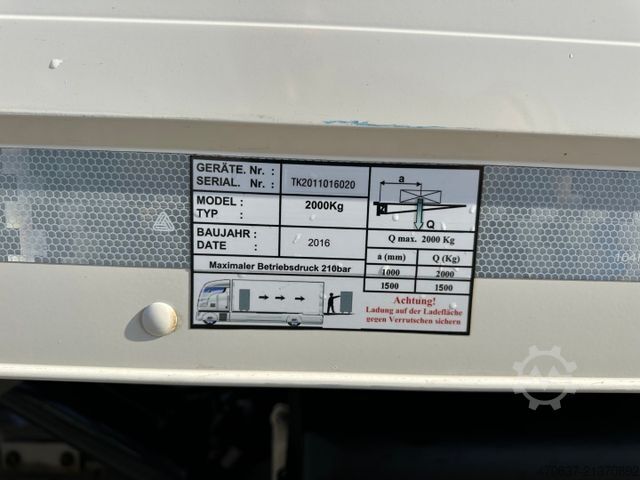 GERÄTE. Nr. :
SERIAL. Nr. : TK2011016020
MODEL : 2000Kg
TYP :
BAUJAHR : 2016
DATE :
Maximaler Betriebsdruck 210bar
a
Q
Q max. 2000 Kg
a (mm) Q (Kg)
1000 2000
1500 1500
Achtung!
Ladung auf der Ladefläche
gegen Verrutschen sichern